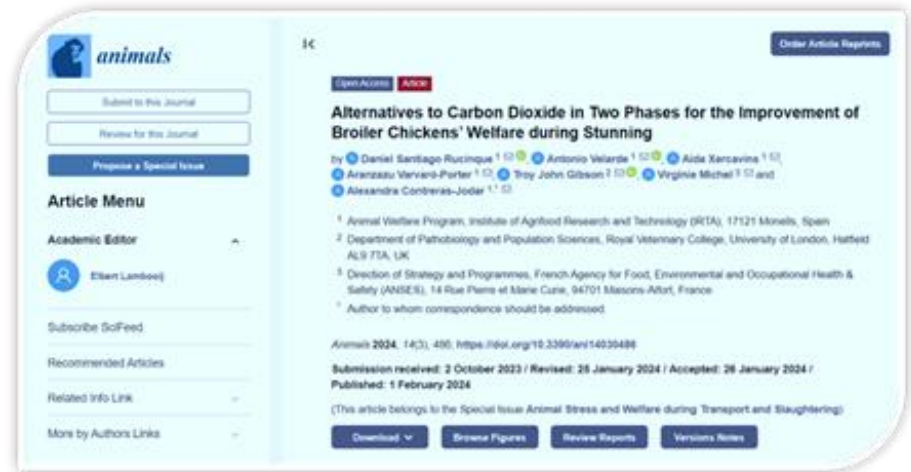 animals
Submit to this Journal
Review for this Journal
Propose a Special Issue
Article Menu
Academic Editor
Elbert Lambooij
Subscribe SciFeed
Recommended Articles
Related Info Link
More by Authors Links
Order Article Reprints
Open Access Article
Alternatives to Carbon Dioxide in Two Phases for the Improvement of
Broiler Chickens' Welfare during Stunning
by Daniel Santiago Rucinque 1, Antonio Velarde 1, Aida Xercavins 1,
Aranzazu Varvaró-Porter 1, Troy John Gibson 2, Virginie Michel 3 and
Alexandra Contreras-Jodar 1,*
1 Animal Welfare Program, Institute of Agrifood Research and Technology (IRTA), 17121 Monells, Spain
2 Department of Pathobiology and Population Sciences, Royal Veterinary College, University of London, Hatfield
AL9 7TA, UK
3 Direction of Strategy and Programmes, French Agency for Food, Environmental and Occupational Health &
Safety (ANSES), 14 Rue Pierre et Marie Curie, 94701 Maisons-Alfort, France
* Author to whom correspondence should be addressed.
Animals 2024, 14(3), 486; https://doi.org/10.3390/ani14030486
Submission received: 2 October 2023 / Revised: 25 January 2024 / Accepted: 26 January 2024 /
Published: 1 February 2024
(This article belongs to the Special Issue Animal Stress and Welfare during Transport and Slaughtering)
Download
Browse Figures
Review Reports
Versions Notes